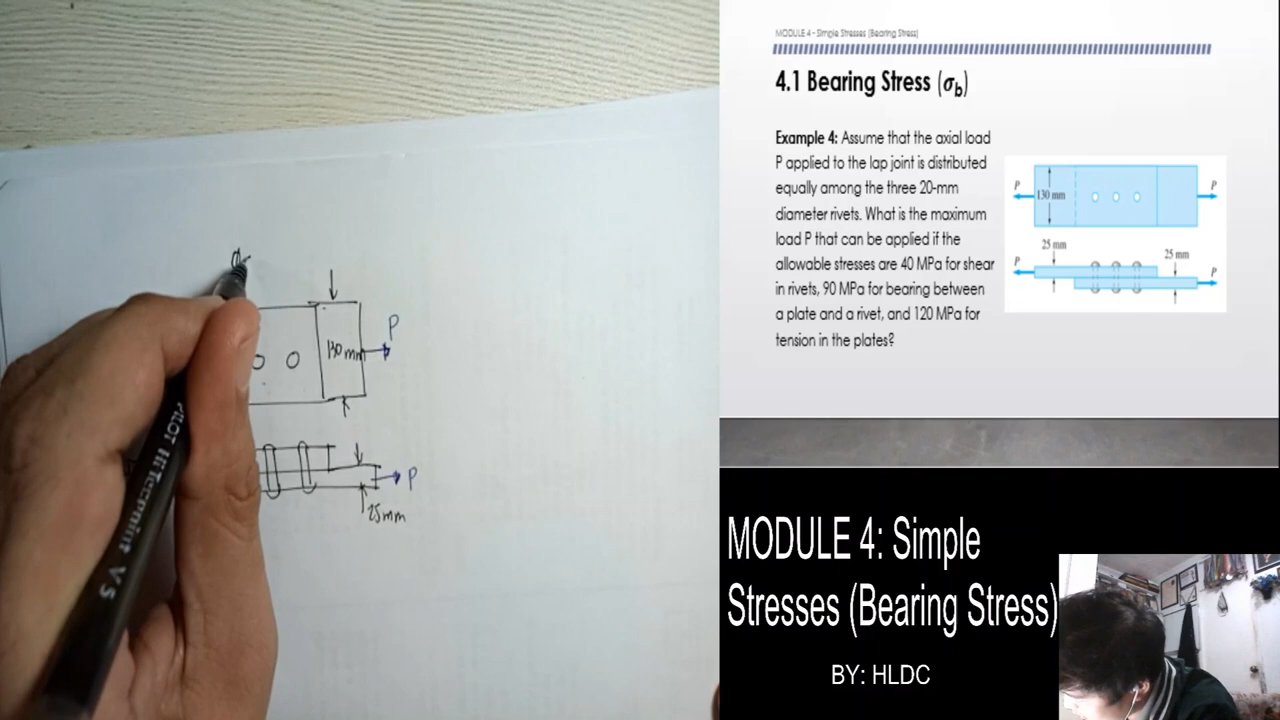 MODULE 4 - Simple Stresses (Bearing Stress)
4.1 Bearing Stress (σb)
Example 4: Assume that the axial load
P applied to the lap joint is distributed
equally among the three 20-mm
diameter rivets. What is the maximum
load P that can be applied if the
allowable stresses are 40 MPa for shear
in rivets, 90 MPa for bearing between
a plate and a rivet, and 120 MPa for
tension in the plates?
P
130 mm
P
25 mm
P
25 mm
P
P
130mm
P
25mm
MODULE 4: Simple
Stresses (Bearing Stress)
BY: HLDC
PILOT HI-Tecpoint V5